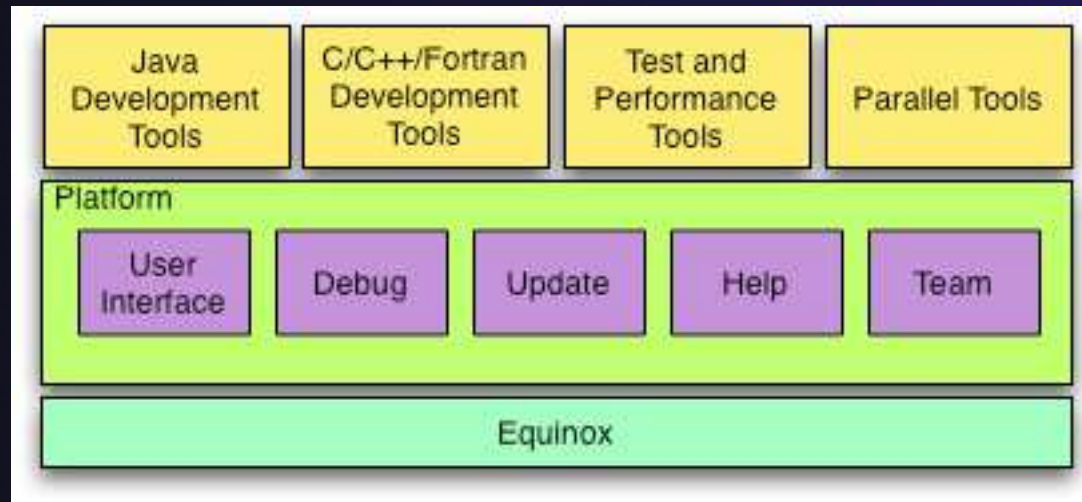 Java
Development
Tools
C/C++/Fortran
Development
Tools
Test and
Performance
Tools
Parallel Tools
Platform
User
Interface
Debug
Update
Help
Team
Equinox